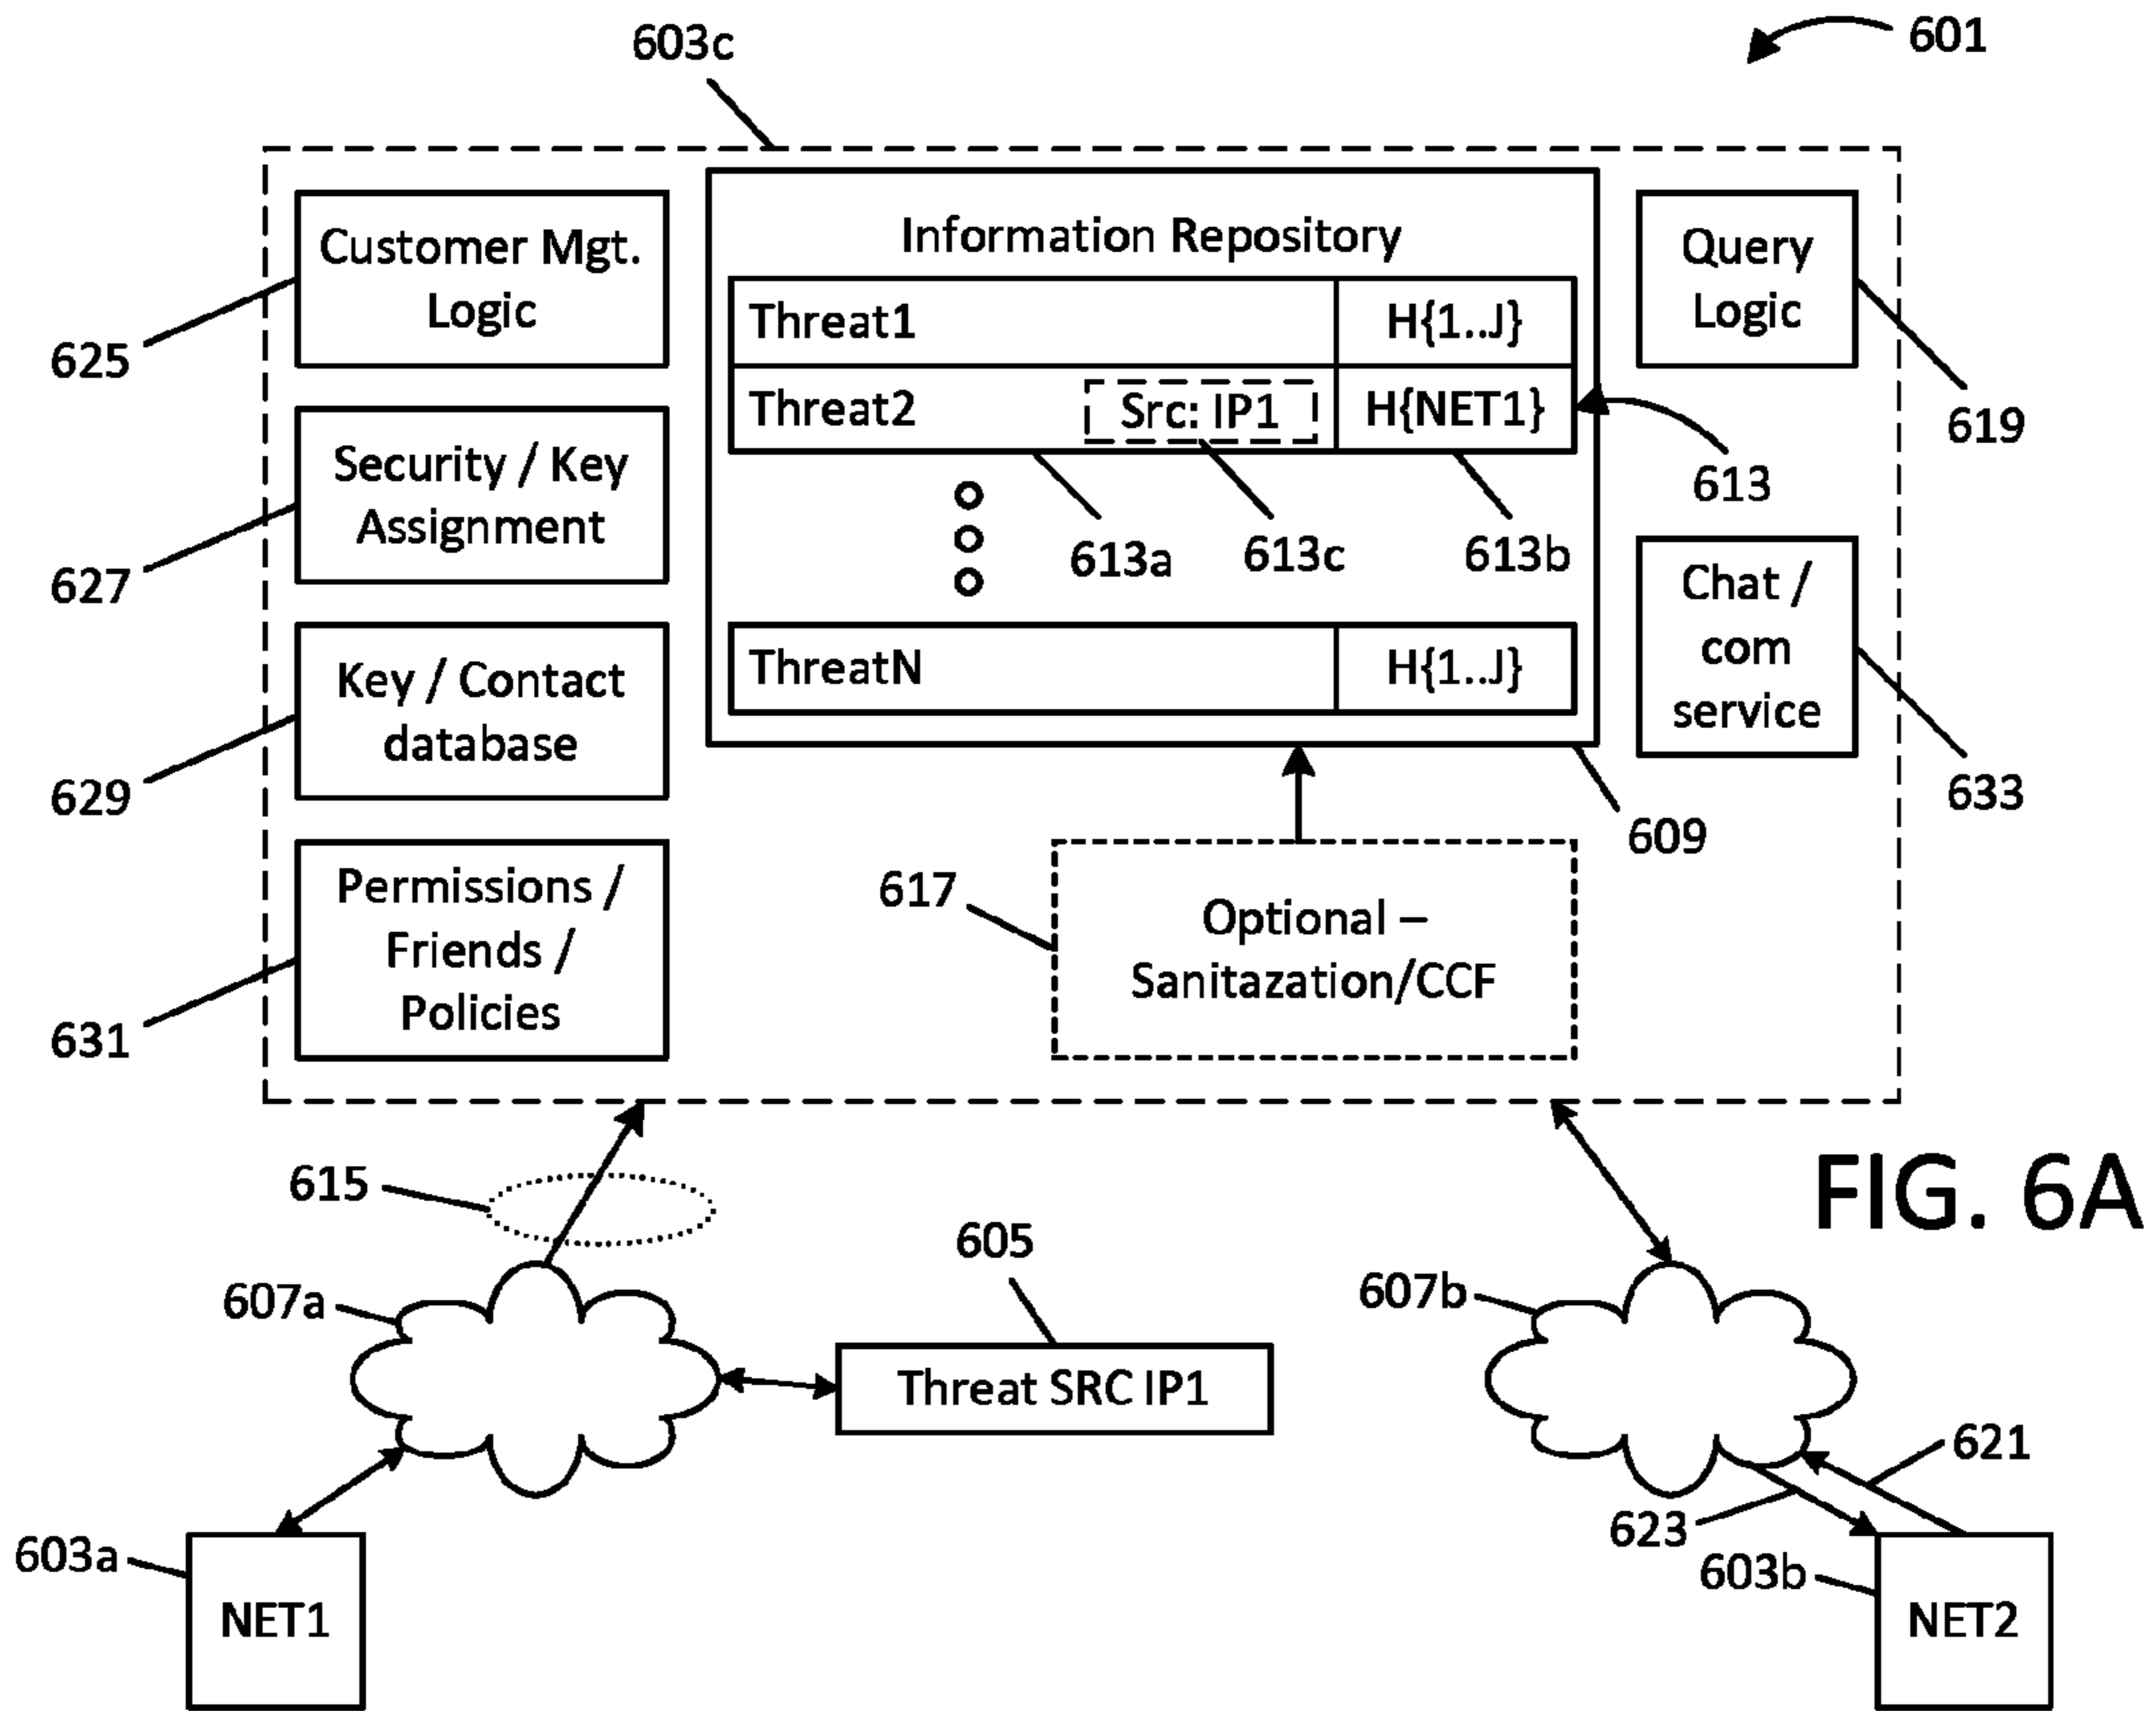 603c
601
Customer Mgt.
Logic
625
Security / Key
Assignment
627
Key / Contact
database
629
Permissions /
Friends /
Policies
631
Information Repository
Threat1
H{1..J}
Threat2
Src: IP1
H{NET1}
613a
613c
613b
613
ThreatN
H{1..J}
609
Query
Logic
619
Chat /
com
service
633
617
Optional –
Sanitazation/CCF
FIG. 6A
615
607a
605
Threat SRC IP1
603a
NET1
607b
621
623
603b
NET2